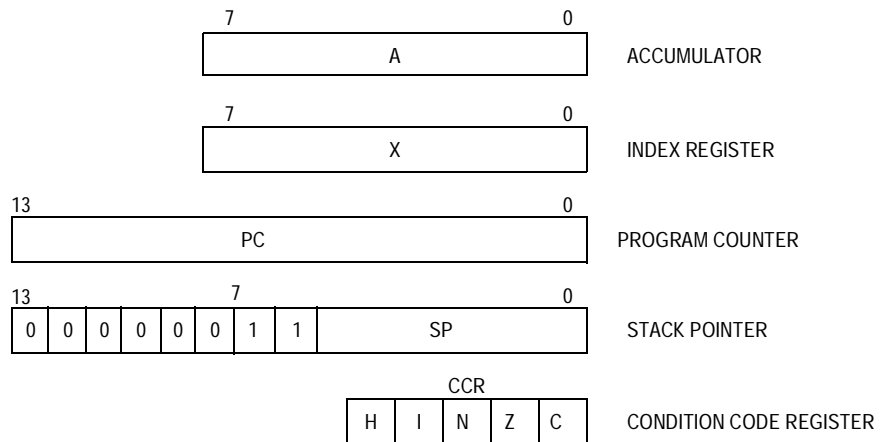 7 0
A ACCUMULATOR
7 0
X INDEX REGISTER
13 0
PC PROGRAM COUNTER
13 7 0
0 0 0 0 0 0 1 1 SP STACK POINTER
CCR
H I N Z C CONDITION CODE REGISTER